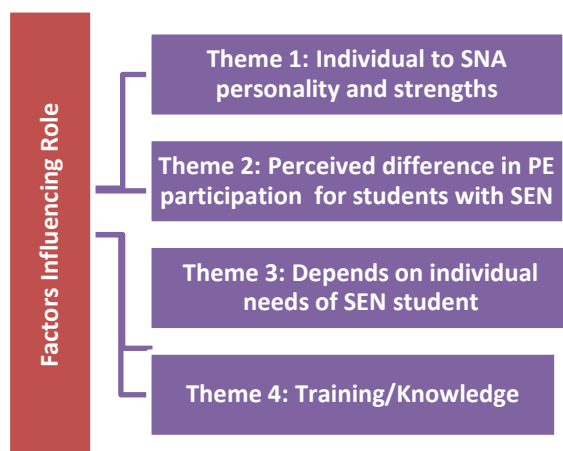 Factors Influencing Role
Theme 1: Individual to SNA
personality and strengths
Theme 2: Perceived difference in PE
participation for students with SEN
Theme 3: Depends on individual
needs of SEN student
Theme 4: Training/Knowledge